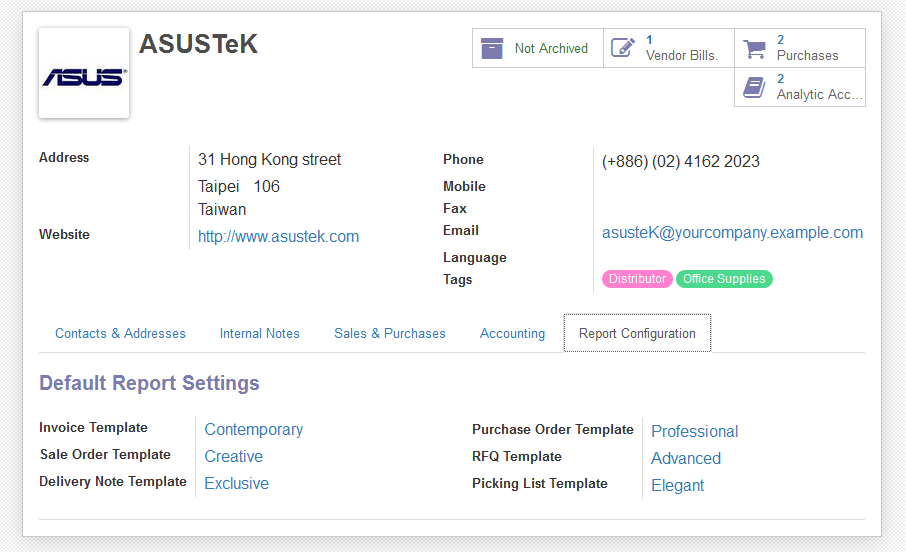 ASUSTeK
ASUS
Not Archived
1
Vendor Bills.
2
Purchases
2
Analytic Acc...
Address
31 Hong Kong street
Taipei 106
Taiwan
Website
http://www.asustek.com
Phone
(+886) (02) 4162 2023
Mobile
Fax
Email
asusteK@yourcompany.example.com
Language
Tags
Distributor Office Supplies
Contacts & Addresses Internal Notes Sales & Purchases Accounting Report Configuration
Default Report Settings
Invoice Template Contemporary
Sale Order Template Creative
Delivery Note Template Exclusive
Purchase Order Template Professional
RFQ Template Advanced
Picking List Template Elegant